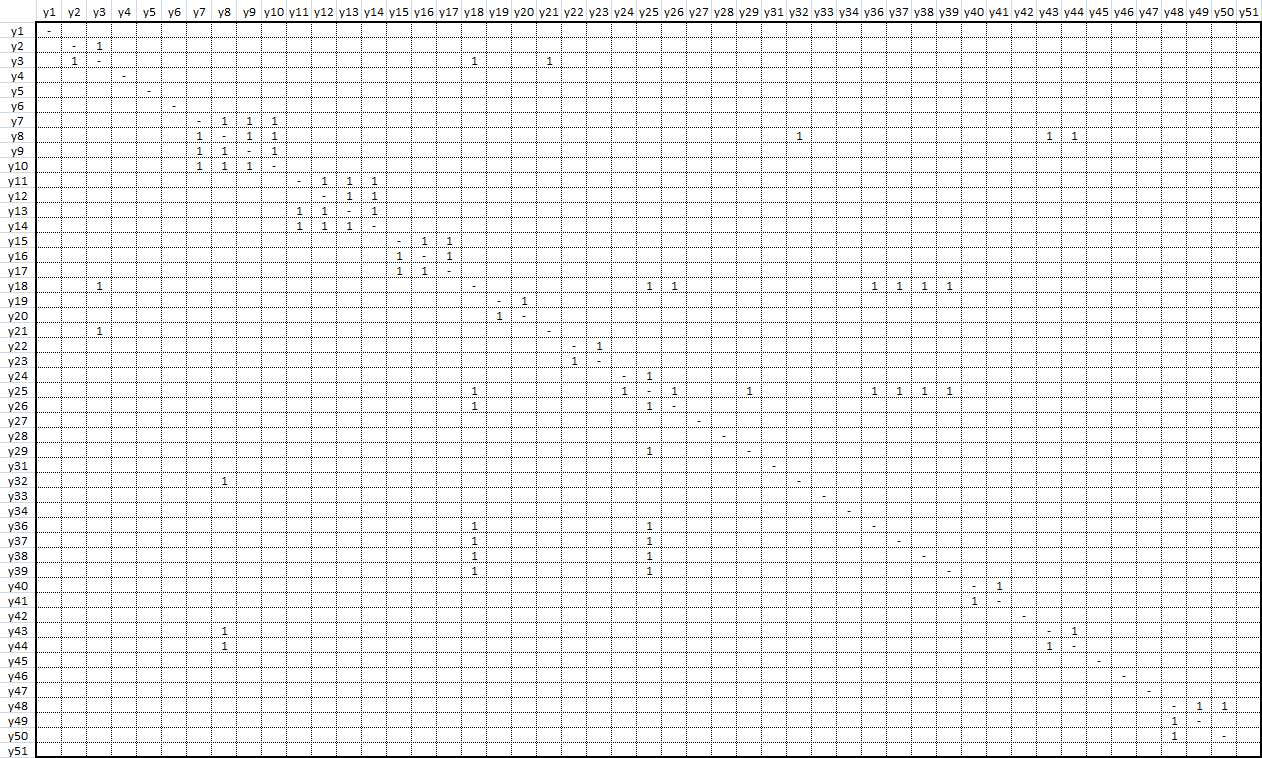 y1 y2 y3 y4 y5 y6 y7 y8 y9 y10 y11 y12 y13 y14 y15 y16 y17 y18 y19 y20 y21 y22 y23 y24 y25 y26 y27 y28 y29 y31 y32 y33 y34 y36 y37 y38 y39 y40 y41 y42 y43 y44 y45 y46 y47 y48 y49 y50 y51
y1 -
y2 - 1
y3 1 - 1 1
y4 -
y5 -
y6 -
y7 - 1 1 1
y8 1 - 1 1 1 1 1
y9 1 1 - 1
y10 1 1 1 -
y11 - 1 1 1
y12 - 1 1
y13 1 1 - 1
y14 1 1 1 -
y15 - 1 1
y16 1 - 1
y17 1 1 -
y18 1 - 1 1 1 1 1 1
y19 - 1
y20 1 -
y21 1 -
y22 - 1
y23 1 -
y24 - 1
y25 1 1 - 1 1 1 1 1 1
y26 1 1 -
y27 -
y28 -
y29 1 -
y31 -
y32 1 -
y33 -
y34 -
y36 1 1 -
y37 1 1 -
y38 1 1 -
y39 1 1 -
y40 - 1
y41 1 -
y42 -
y43 1 - 1
y44 1 1 -
y45 -
y46 -
y47 -
y48 - 1 1
y49 1 -
y50 1 -
y51